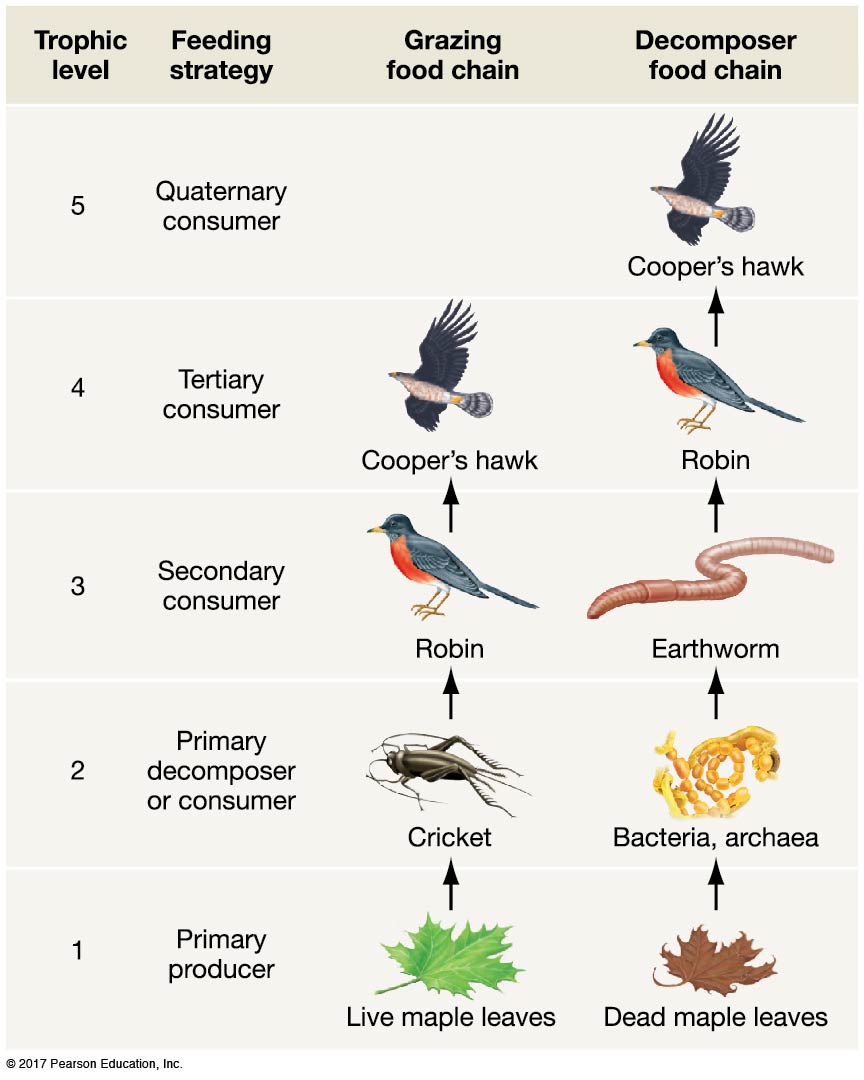 Trophic
level
Feeding
strategy
Grazing
food chain
Decomposer
food chain
5
Quaternary
consumer
Cooper’s hawk
4
Tertiary
consumer
Cooper’s hawk
Robin
3
Secondary
consumer
Robin
Earthworm
2
Primary
decomposer
or consumer
Cricket
Bacteria, archaea
1
Primary
producer
Live maple leaves
Dead maple leaves
© 2017 Pearson Education, Inc.